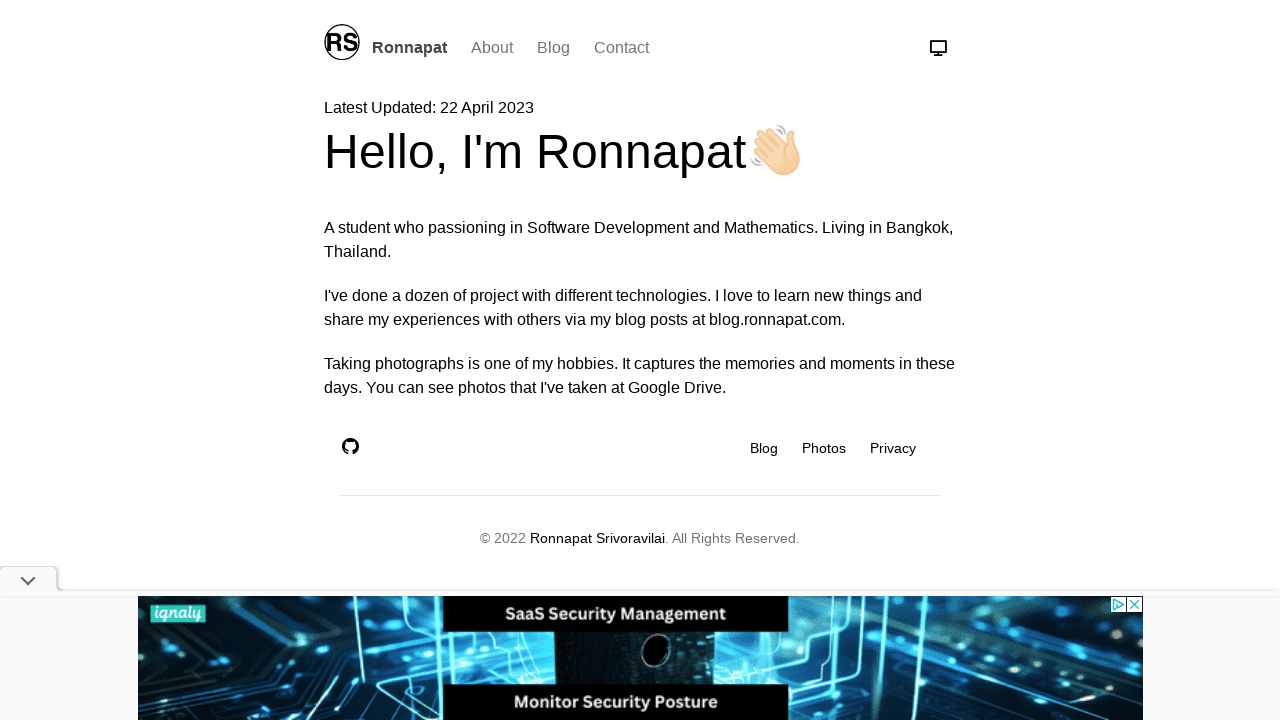 RS
Ronnapat About Blog Contact
Latest Updated: 22 April 2023
Hello, I'm Ronnapat
A student who passioning in Software Development and Mathematics. Living in Bangkok,
Thailand.
I've done a dozen of project with different technologies. I love to learn new things and
share my experiences with others via my blog posts at blog.ronnapat.com.
Taking photographs is one of my hobbies. It captures the memories and moments in these
days. You can see photos that I've taken at Google Drive.
Blog Photos Privacy
© 2022 Ronnapat Srivoravilai. All Rights Reserved.
ignaly
SaaS Security Management
Monitor Security Posture